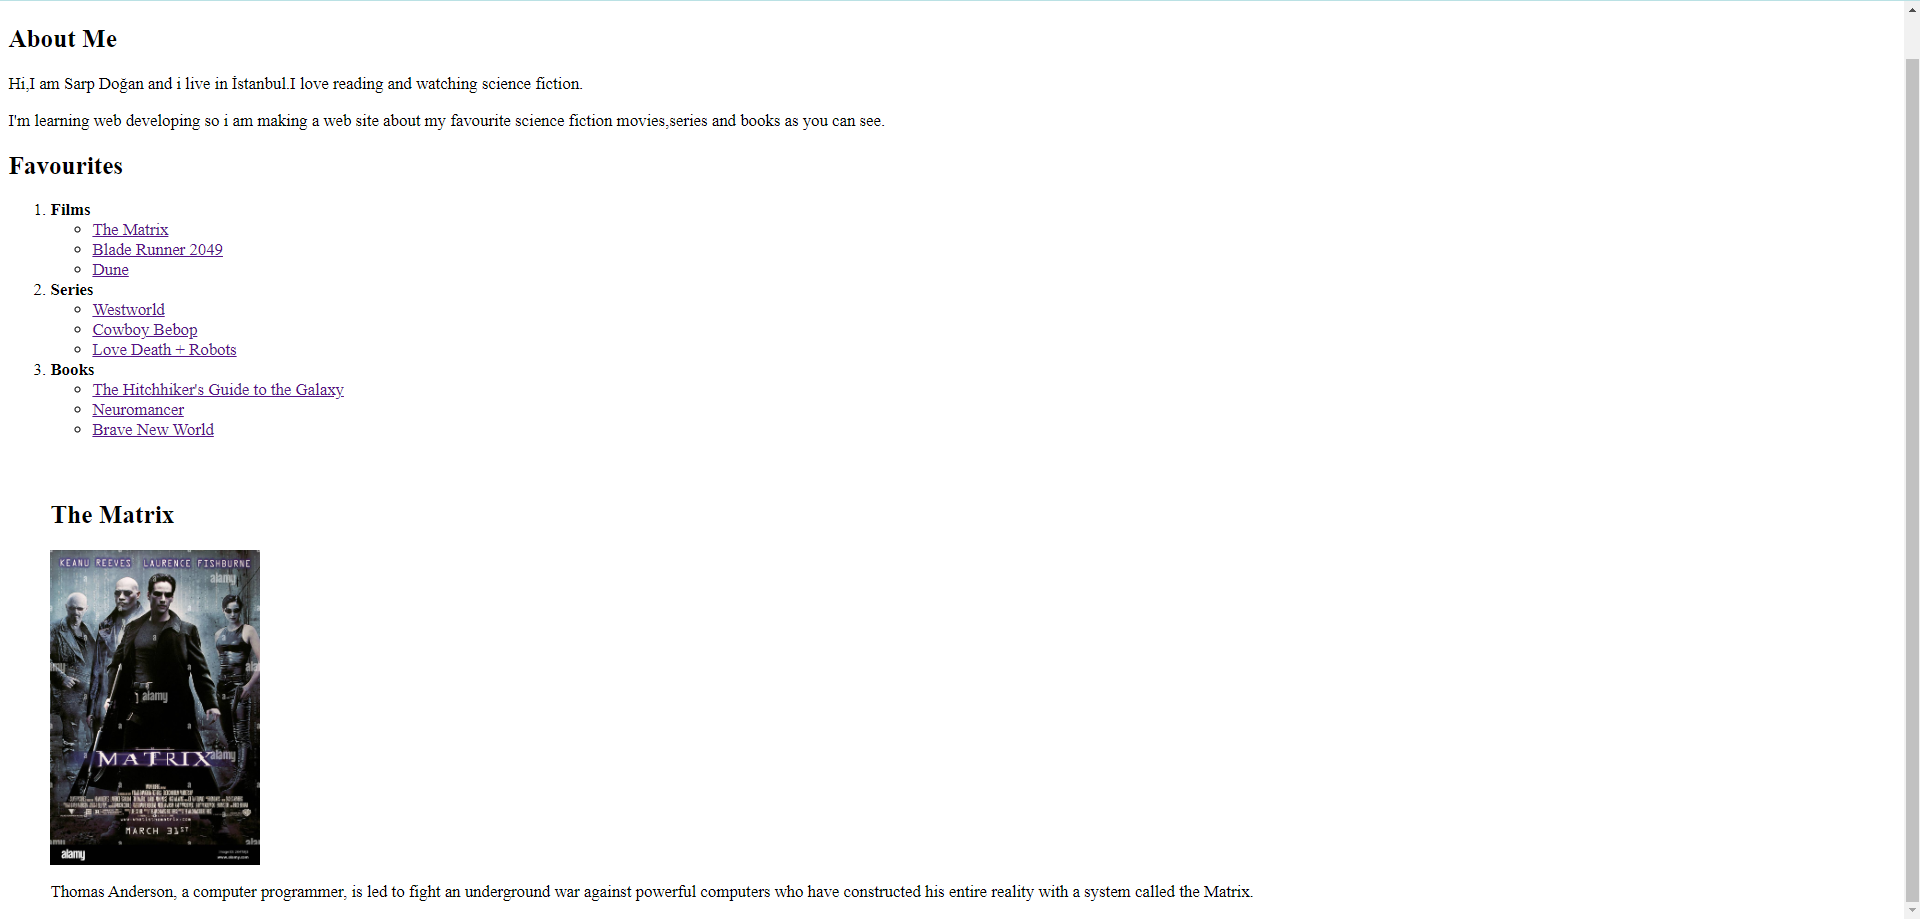 About Me
Hi,I am Sarp Doğan and i live in İstanbul.I love reading and watching science fiction.
I'm learning web developing so i am making a web site about my favourite science fiction movies,series and books as you can see.
Favourites
1. Films
The Matrix
Blade Runner 2049
Dune
2. Series
Westworld
Cowboy Bebop
Love Death + Robots
3. Books
The Hitchhiker's Guide to the Galaxy
Neuromancer
Brave New World
The Matrix
KEANU REEVES LAURENCE FISHBURNE
alamy
alamy
MATRIX
alamy
MARCH 31ST
alamy
www.alamy.com
Thomas Anderson, a computer programmer, is led to fight an underground war against powerful computers who have constructed his entire reality with a system called the Matrix.